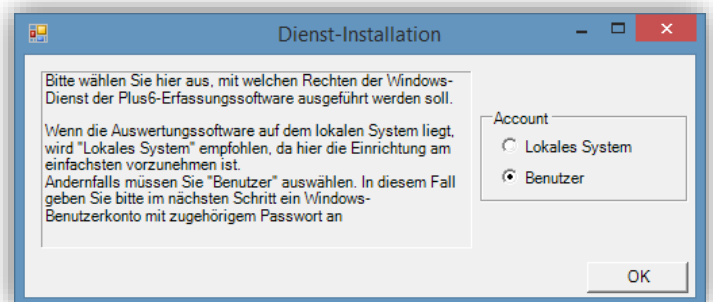 Dienst-Installation
Bitte wählen Sie hier aus, mit welchen Rechten der Windows-
Dienst der Plus6-Erfassungssoftware ausgeführt werden soll.
Wenn die Auswertungssoftware auf dem lokalen System liegt,
wird "Lokales System" empfohlen, da hier die Einrichtung am
einfachsten vorzunehmen ist.
Andernfalls müssen Sie "Benutzer" auswählen. In diesem Fall
geben Sie bitte im nächsten Schritt ein Windows-
Benutzerkonto mit zugehörigem Passwort an
Account
Lokales System
Benutzer
OK